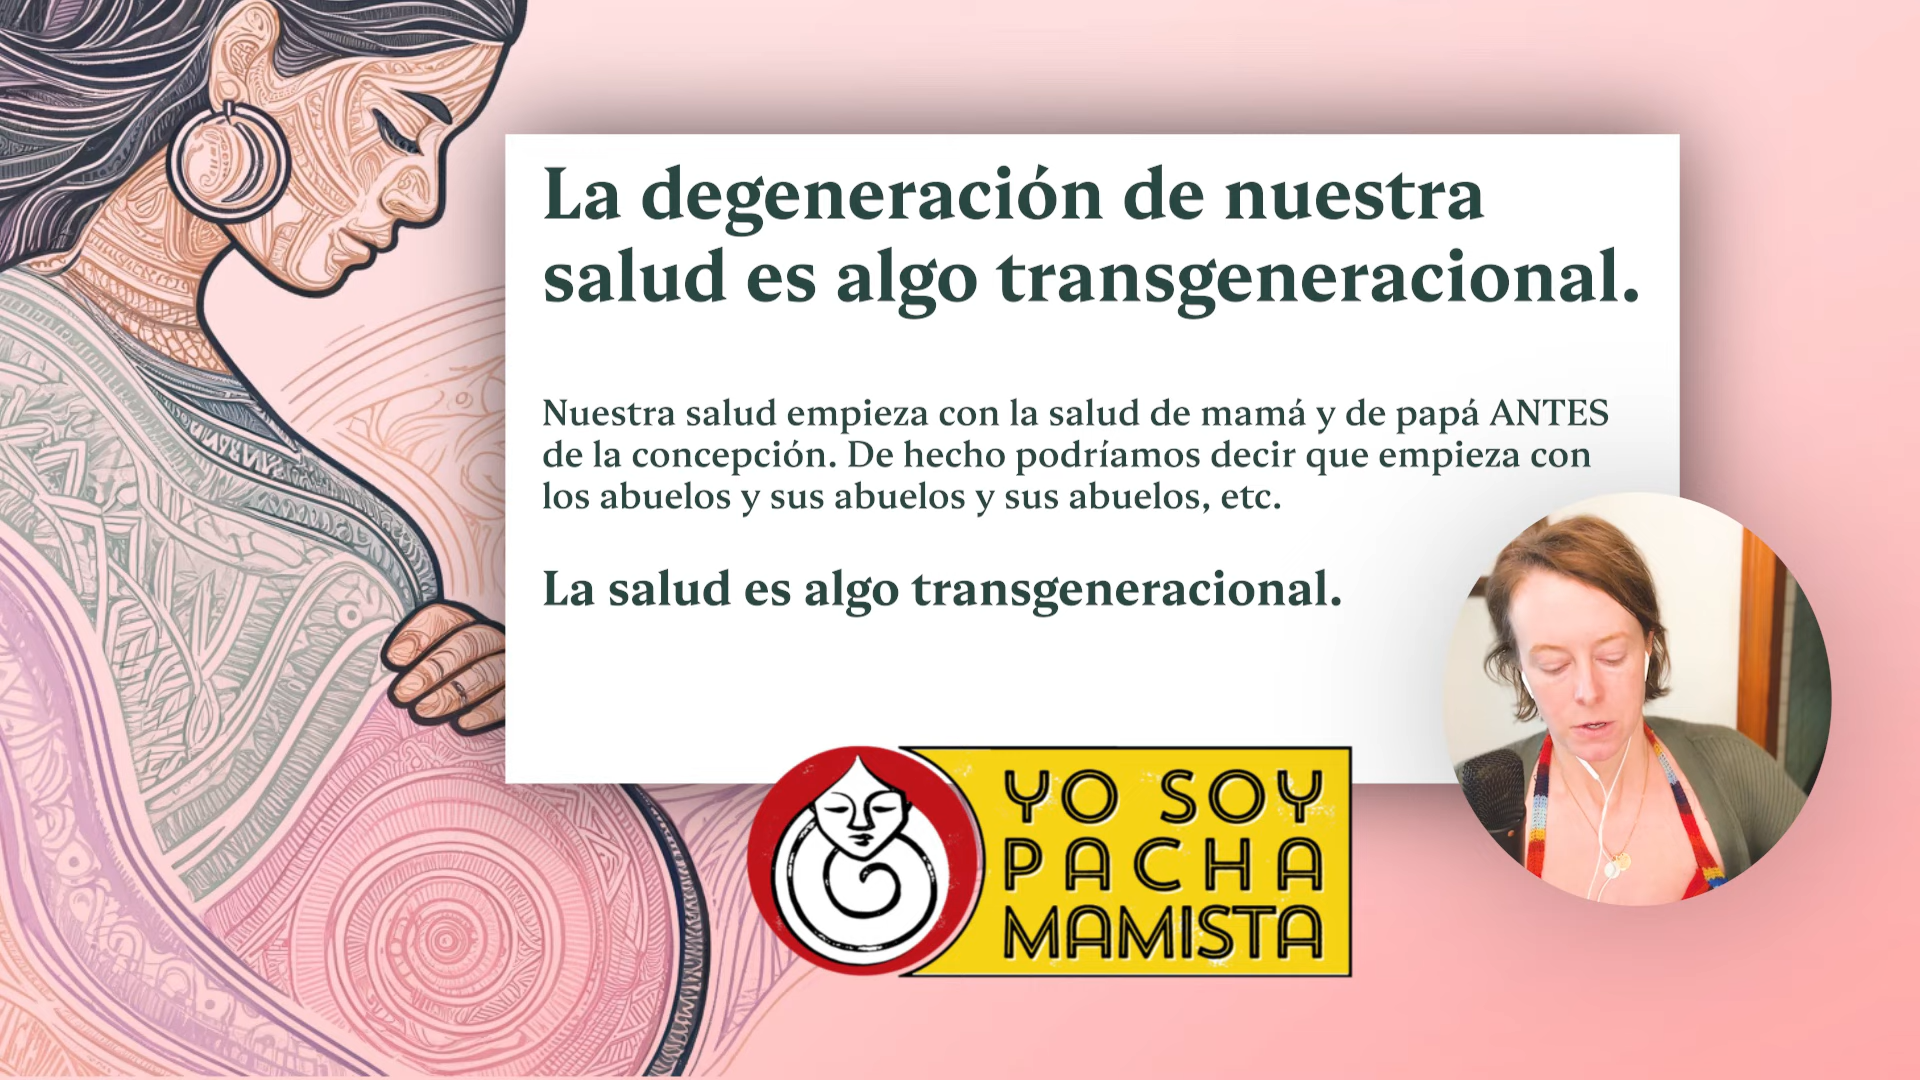 La degeneración de nuestra
salud es algo transgeneracional.
Nuestra salud empieza con la salud de mamá y de papá ANTES
de la concepción. De hecho podríamos decir que empieza con
los abuelos y sus abuelos y sus abuelos, etc.
La salud es algo transgeneracional.
YO SOY
PACHA
MAMISTA